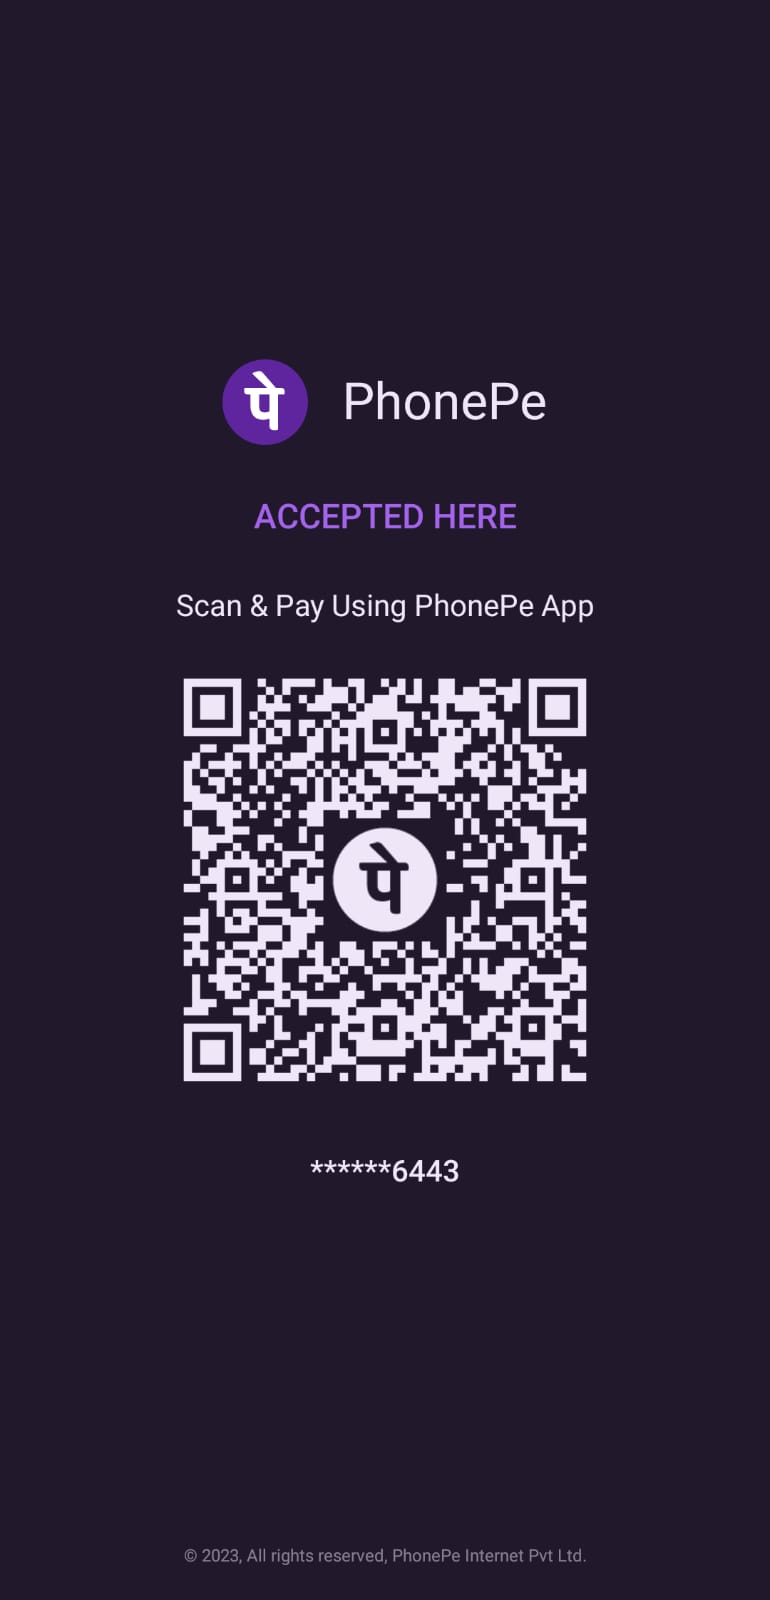 पे PhonePe
ACCEPTED HERE
Scan & Pay Using PhonePe App
पे
******6443
© 2023, All rights reserved, PhonePe Internet Pvt Ltd.